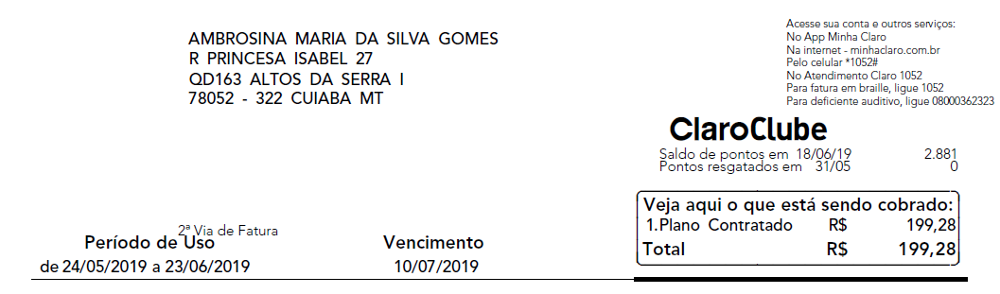 AMBROSINA MARIA DA SILVA GOMES
R PRINCESA ISABEL 27
QD163 ALTOS DA SERRA I
78052 - 322 CUIABA MT
Acesse sua conta e outros serviços:
No App Minha Claro
Na internet - minhaclaro.com.br
Pelo celular *1052#
No Atendimento Claro 1052
Para fatura em braille, ligue 1052
Para deficiente auditivo, ligue 08000362323
ClaroClube
Saldo de pontos em 18/06/19 2.881
Pontos resgatados em 31/05 0
Veja aqui o que está sendo cobrado:
1.Plano Contratado R$ 199,28
Total R$ 199,28
2ª Via de Fatura
Período de Uso Vencimento
de 24/05/2019 a 23/06/2019 10/07/2019